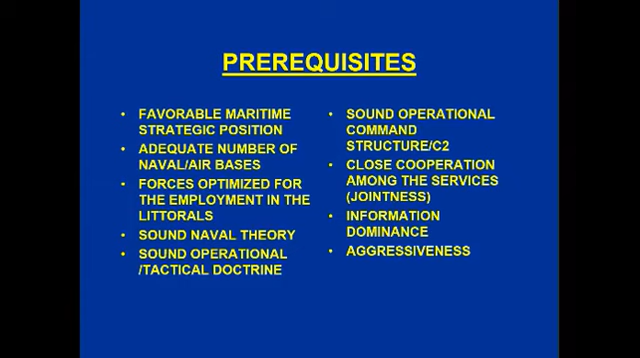 PREREQUISITES
• FAVORABLE MARITIME
STRATEGIC POSITION
• ADEQUATE NUMBER OF
NAVAL/AIR BASES
• FORCES OPTIMIZED FOR
THE EMPLOYMENT IN THE
LITTORALS
• SOUND NAVAL THEORY
• SOUND OPERATIONAL
/TACTICAL DOCTRINE
• SOUND OPERATIONAL
COMMAND
STRUCTURE/C2
• CLOSE COOPERATION
AMONG THE SERVICES
(JOINTNESS)
• INFORMATION
DOMINANCE
• AGGRESSIVENESS